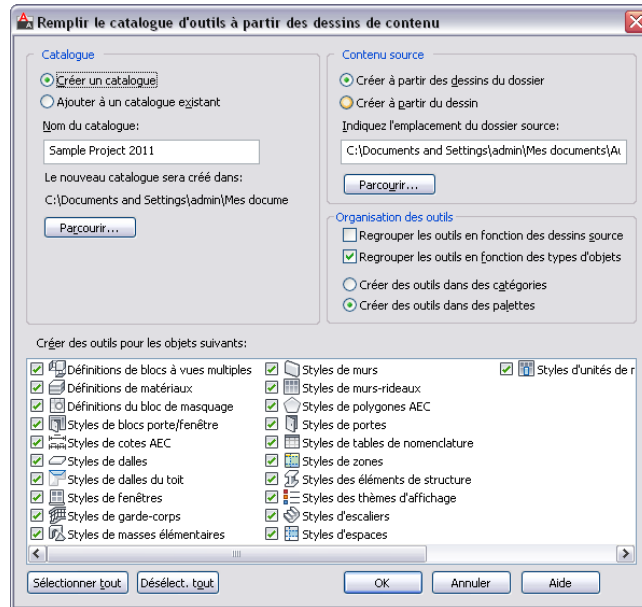 Remplir le catalogue d'outils à partir des dessins de contenu
Catalogue
Créer un catalogue
Ajouter à un catalogue existant
Nom du catalogue:
Sample Project 2011
Le nouveau catalogue sera créé dans:
C:\Documents and Settings\admin\Mes docume
Parcourir...
Contenu source
Créer à partir des dessins du dossier
Créer à partir du dessin
Indiquez l'emplacement du dossier source:
C:\Documents and Settings\admin\Mes documents\Au
Parcourir...
Organisation des outils
Regrouper les outils en fonction des dessins source
Regrouper les outils en fonction des types d'objets
Créer des outils dans des catégories
Créer des outils dans des palettes
Créer des outils pour les objets suivants:
Définitions de blocs à vues multiples
Définitions de matériaux
Définitions du bloc de masquage
Styles de blocs porte/fenêtre
Styles de cotes AEC
Styles de dalles
Styles de dalles du toit
Styles de fenêtres
Styles de garde-corps
Styles de masses élémentaires
Styles de murs
Styles de murs-rideaux
Styles de polygones AEC
Styles de portes
Styles de tables de nomenclature
Styles de zones
Styles des éléments de structure
Styles des thèmes d'affichage
Styles d'escaliers
Styles d'espaces
Styles d'unités de r
Sélectionner tout
Désélect. tout
OK
Annuler
Aide